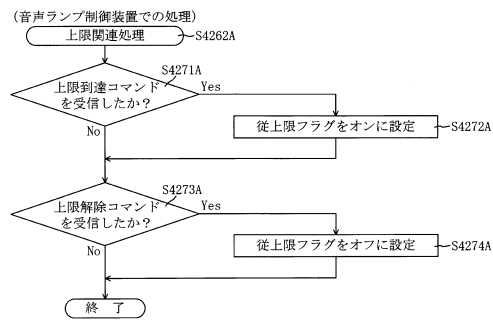 (音声ランプ制御装置での処理)
上限関連処理
S4262A
S4271A
上限到達コマンド
を受信したか？
Yes
No
従上限フラグをオンに設定
S4272A
S4273A
上限解除コマンド
を受信したか？
Yes
No
従上限フラグをオフに設定
S4274A
終 了